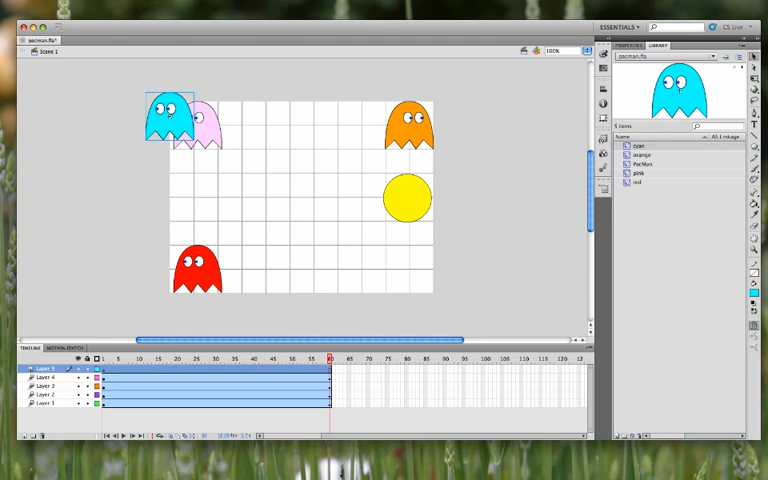 ESSENTIALS
CS Live
pacman.fla*
Scene 1
100%
PROPERTIES
LIBRARY
pacman.fla
5 items
Name
AS Linkage
cyan
orange
PacMan
pink
red
TIMELINE
MOTION EDITOR
1 5 10 15 20 25 30 35 40 45 50 55 60 65 70 75 80 85 90 95 100 105 110 115 120 12
Layer 5
Layer 4
Layer 3
Layer 2
Layer 1